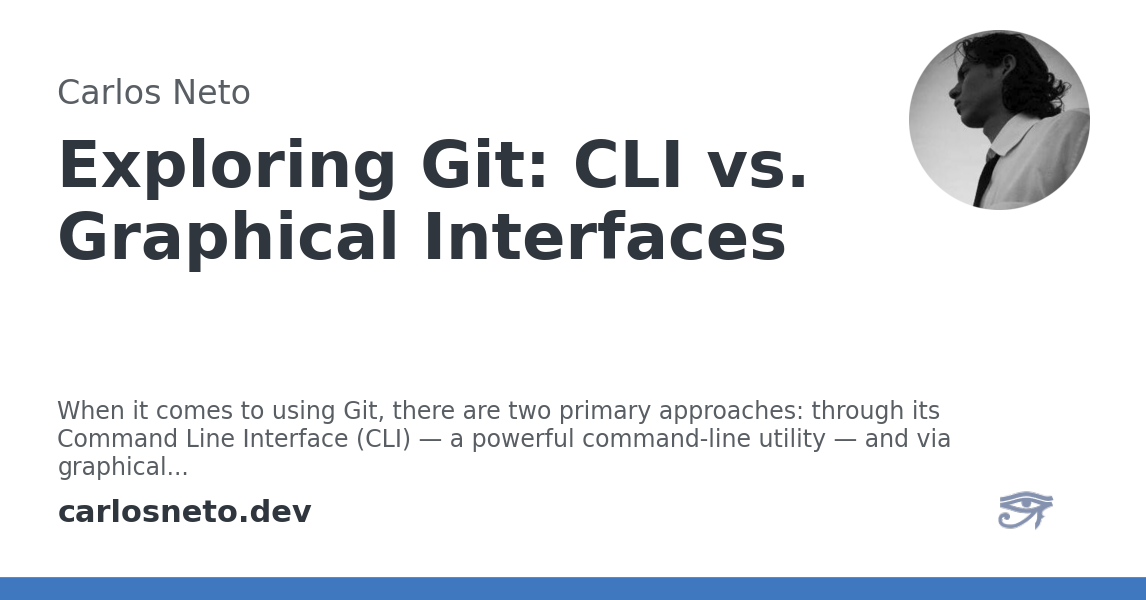 Carlos Neto
Exploring Git: CLI vs.
Graphical Interfaces
When it comes to using Git, there are two primary approaches: through its
Command Line Interface (CLI) — a powerful command-line utility — and via
graphical...
carlosneto.dev